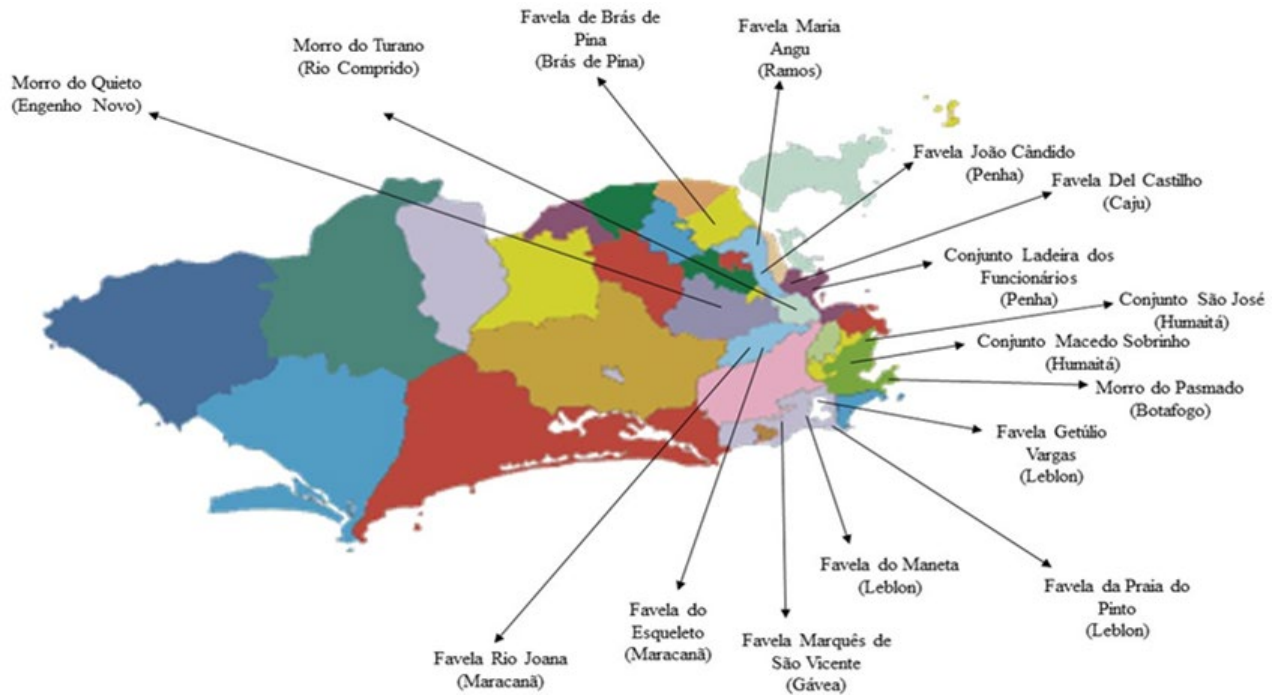 Favela de Brás de
Pina
(Brás de Pina)
Favela Maria
Angu
(Ramos)
Morro do Turano
(Rio Comprido)
Morro do Quieto
(Engenho Novo)
Favela João Cândido
(Penha)
Favela Del Castilho
(Caju)
Conjunto Ladeira dos
Funcionários
(Penha)
Conjunto São José
(Humaitá)
Conjunto Macedo Sobrinho
(Humaitá)
Morro do Pasmado
(Botafogo)
Favela Getúlio
Vargas
(Leblon)
Favela do Maneta
(Leblon)
Favela da Praia do
Pinto
(Leblon)
Favela do
Esqueleto
(Maracanã)
Favela Marquês de
São Vicente
(Gávea)
Favela Rio Joana
(Maracanã)